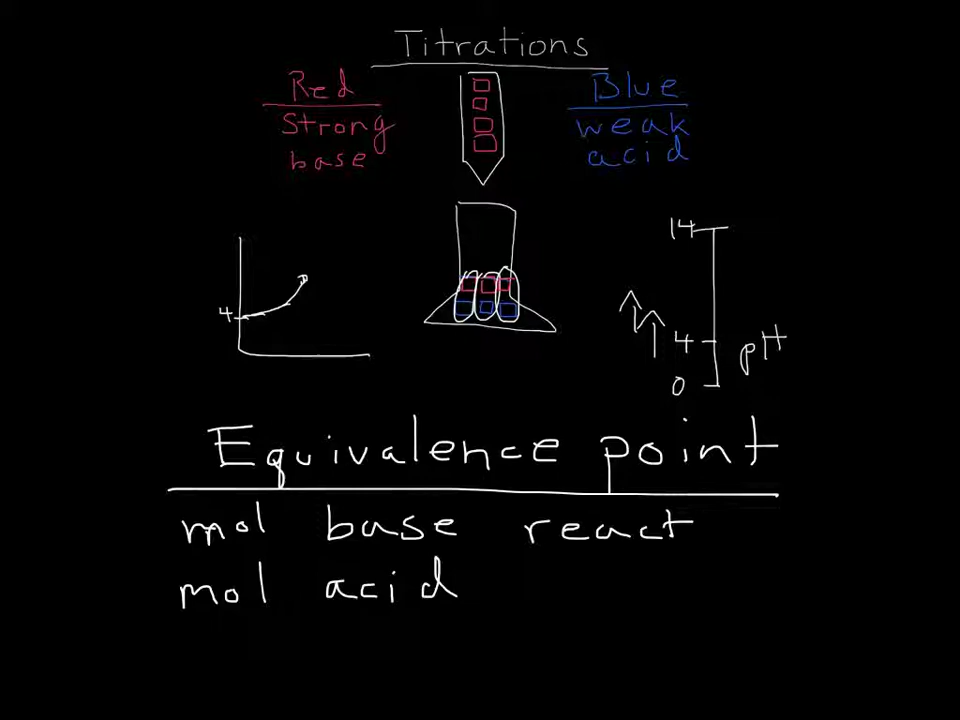 Titrations
Red
Strong
base
Blue
weak
acid
4
14
4
0
pH
Equivalence point
mol base react
mol acid